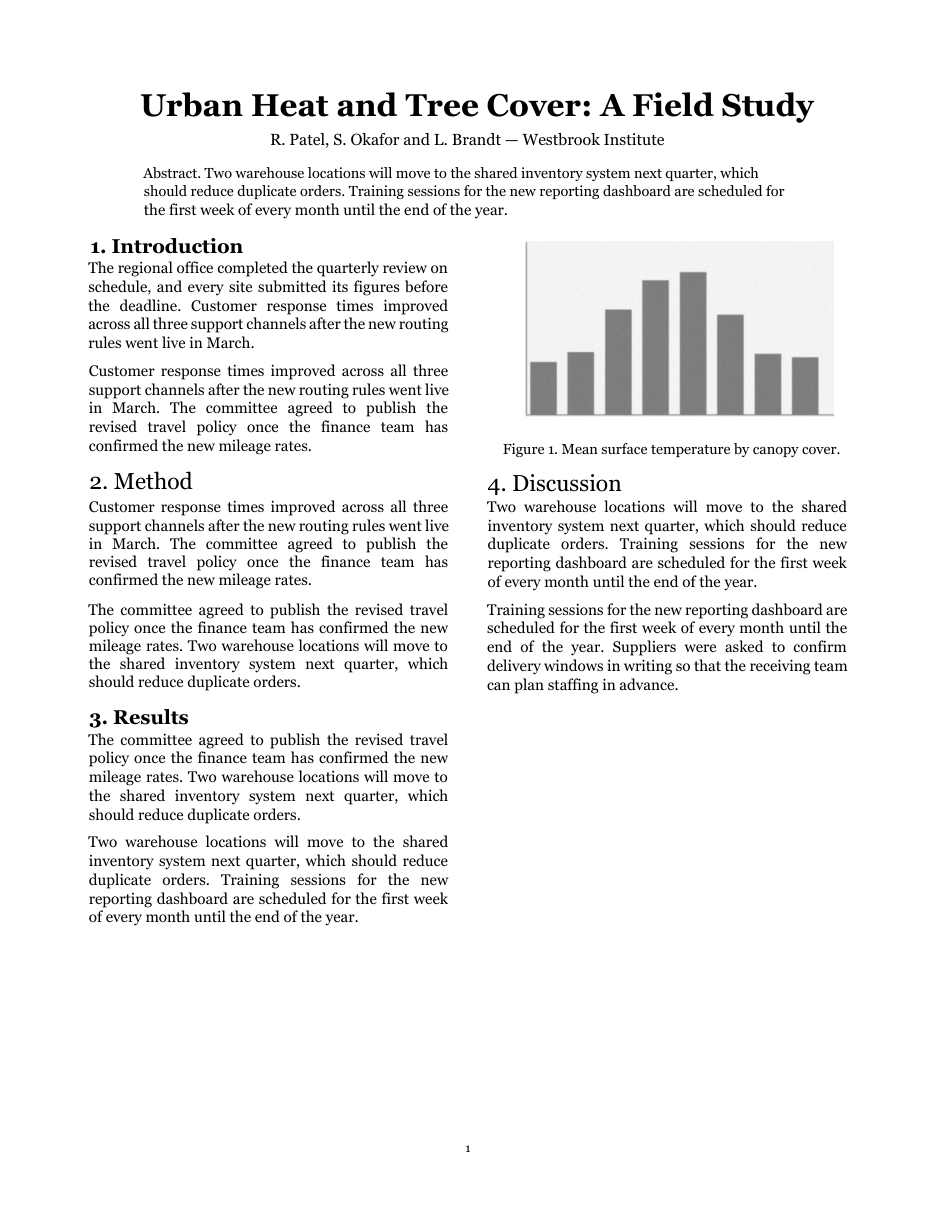 Urban Heat and Tree Cover: A Field Study
R. Patel, S. Okafor and L. Brandt — Westbrook Institute
Abstract. Two warehouse locations will move to the shared inventory system next quarter, which
should reduce duplicate orders. Training sessions for the new reporting dashboard are scheduled for
the first week of every month until the end of the year.
1. Introduction
The regional office completed the quarterly review on
schedule, and every site submitted its figures before
the deadline. Customer response times improved
across all three support channels after the new routing
rules went live in March.
Customer response times improved across all three
support channels after the new routing rules went live
in March. The committee agreed to publish the
revised travel policy once the finance team has
confirmed the new mileage rates.
2. Method
Customer response times improved across all three
support channels after the new routing rules went live
in March. The committee agreed to publish the
revised travel policy once the finance team has
confirmed the new mileage rates.
The committee agreed to publish the revised travel
policy once the finance team has confirmed the new
mileage rates. Two warehouse locations will move to
the shared inventory system next quarter, which
should reduce duplicate orders.
3. Results
The committee agreed to publish the revised travel
policy once the finance team has confirmed the new
mileage rates. Two warehouse locations will move to
the shared inventory system next quarter, which
should reduce duplicate orders.
Two warehouse locations will move to the shared
inventory system next quarter, which should reduce
duplicate orders. Training sessions for the new
reporting dashboard are scheduled for the first week
of every month until the end of the year.
Figure 1. Mean surface temperature by canopy cover.
4. Discussion
Two warehouse locations will move to the shared
inventory system next quarter, which should reduce
duplicate orders. Training sessions for the new
reporting dashboard are scheduled for the first week
of every month until the end of the year.
Training sessions for the new reporting dashboard are
scheduled for the first week of every month until the
end of the year. Suppliers were asked to confirm
delivery windows in writing so that the receiving team
can plan staffing in advance.
1